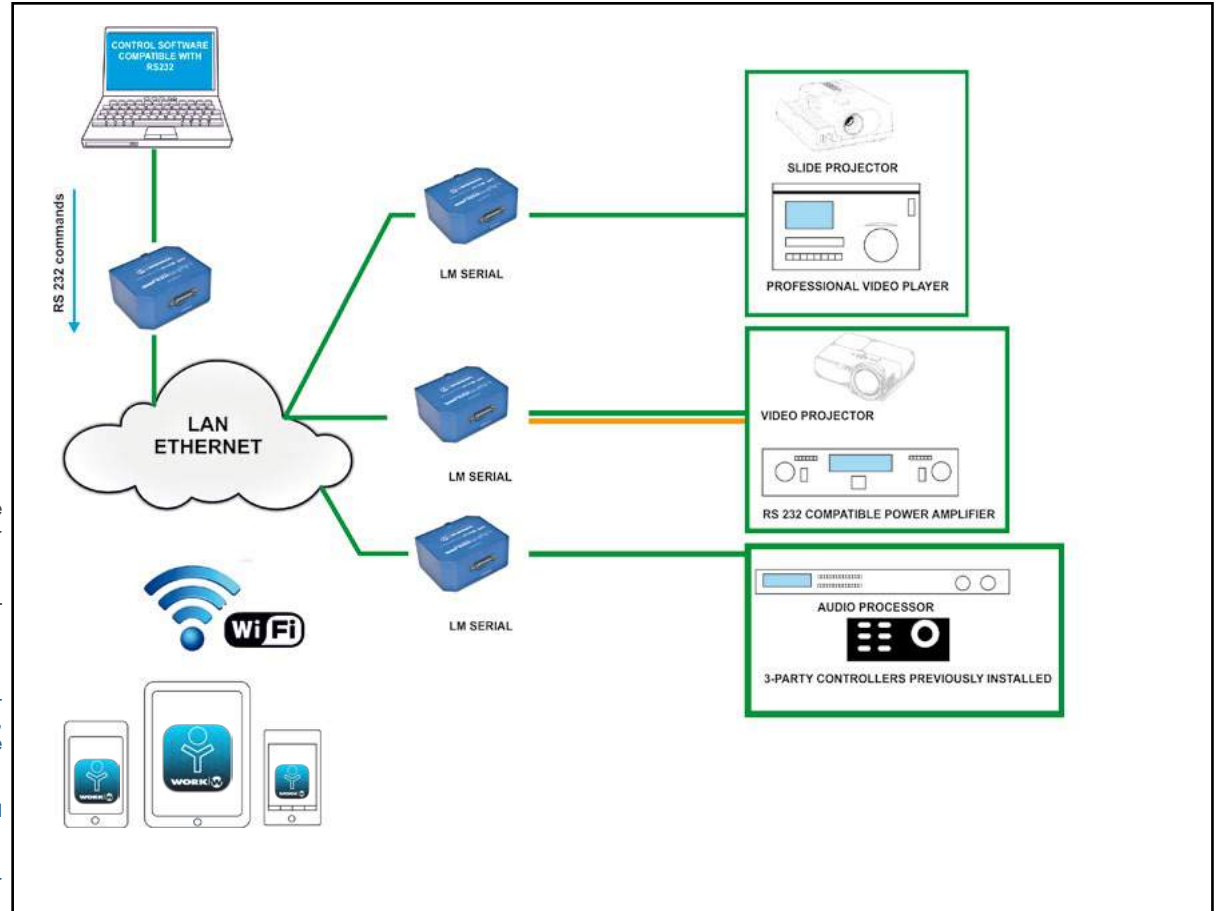 CONTROL SOFTWARE
COMPATIBLE WITH
RS232
RS 232 commands
LM SERIAL
SLIDE PROJECTOR
PROFESSIONAL VIDEO PLAYER
LAN
ETHERNET
LM SERIAL
VIDEO PROJECTOR
RS 232 COMPATIBLE POWER AMPLIFIER
LM SERIAL
AUDIO PROCESSOR
3-PARTY CONTROLLERS PREVIOUSLY INSTALLED
Wi Fi
WORK W
WORK W
WORK W